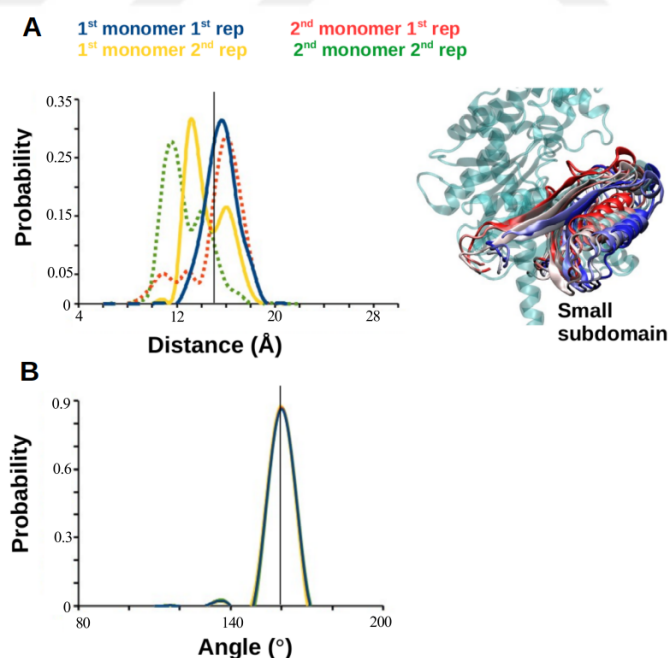 A
1st monomer 1st rep
2nd monomer 1st rep
1st monomer 2nd rep
2nd monomer 2nd rep
Probability
0.35
0.25
0.15
0.05
0
4
12
20
28
Distance (Å)
Small
subdomain
B
Probability
0.9
0.6
0.3
0
80
140
200
Angle (°)